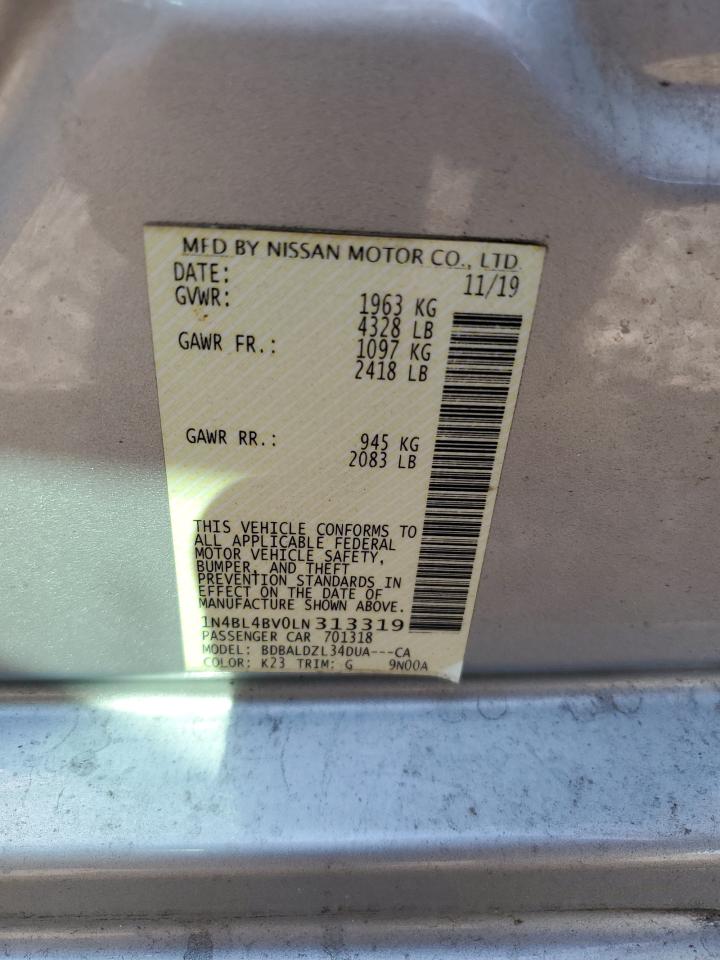 MFD BY NISSAN MOTOR CO., LTD.
DATE: 11/19
GVWR: 1963 KG
4328 LB
GAWR FR.: 1097 KG
2418 LB
GAWR RR.: 945 KG
2083 LB
THIS VEHICLE CONFORMS TO
ALL APPLICABLE FEDERAL
MOTOR VEHICLE SAFETY,
BUMPER, AND THEFT
PREVENTION STANDARDS IN
EFFECT ON THE DATE OF
MANUFACTURE SHOWN ABOVE.
1N4BL4BV0LN313319
PASSENGER CAR 701318
MODEL: BDBALDZL34DUA---CA
COLOR: K23 TRIM: G 9N00A